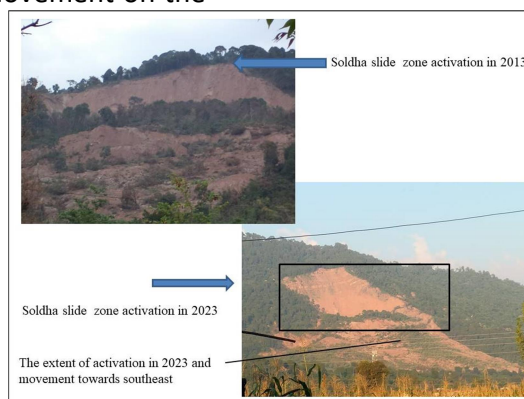 ovement on the
Soldha slide zone activation in 2013
Soldha slide zone activation in 2023
The extent of activation in 2023 and
movement towards southeast